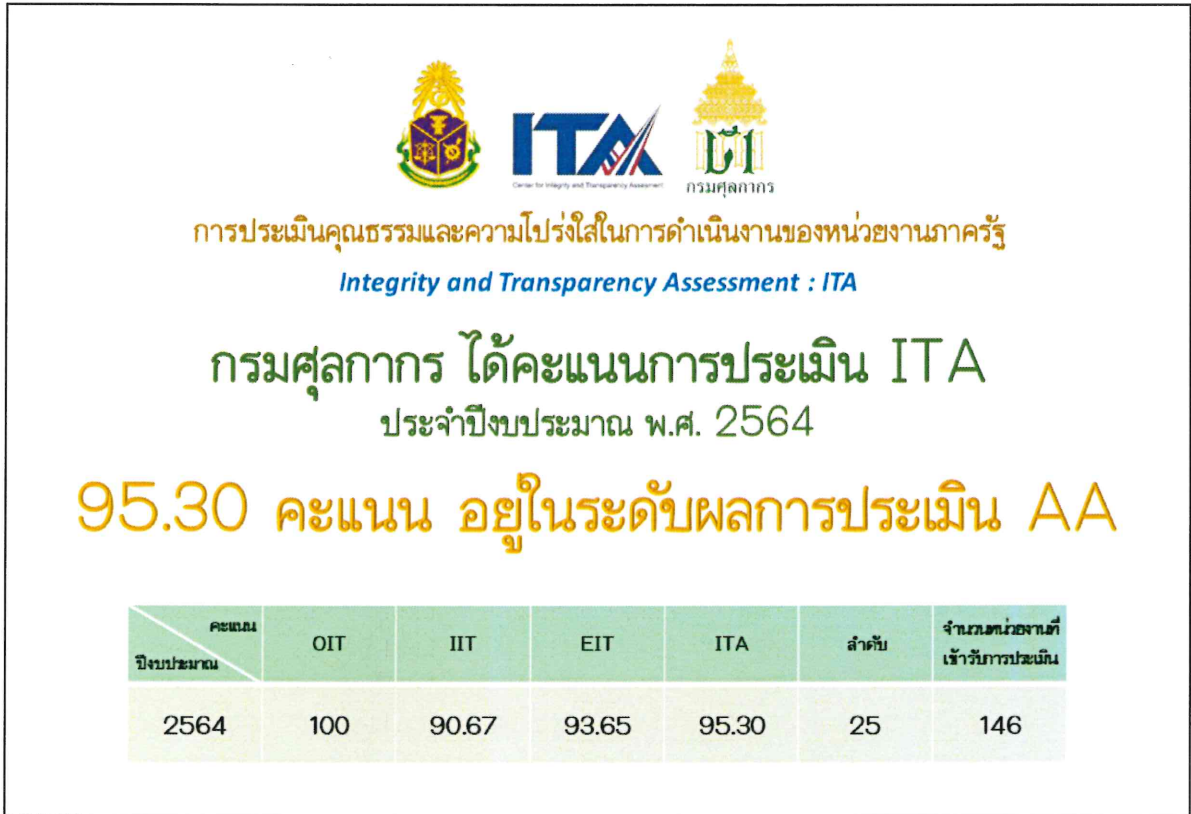 ITA
Center for Integrity and Transparency Assessment
กรมศุลกากร
การประเมินคุณธรรมและความโปร่งใสในการดำเนินงานของหน่วยงานภาครัฐ
Integrity and Transparency Assessment : ITA
กรมศุลกากร ได้คะแนนการประเมิน ITA
ประจำปีงบประมาณ พ.ศ. 2564
95.30 คะแนน อยู่ในระดับผลการประเมิน AA
คะแนน
ปีงบประมาณ
OIT IIT EIT ITA ลำดับ
จำนวนหน่วยงานที่
เข้ารับการประเมิน
2564 100 90.67 93.65 95.30 25 146